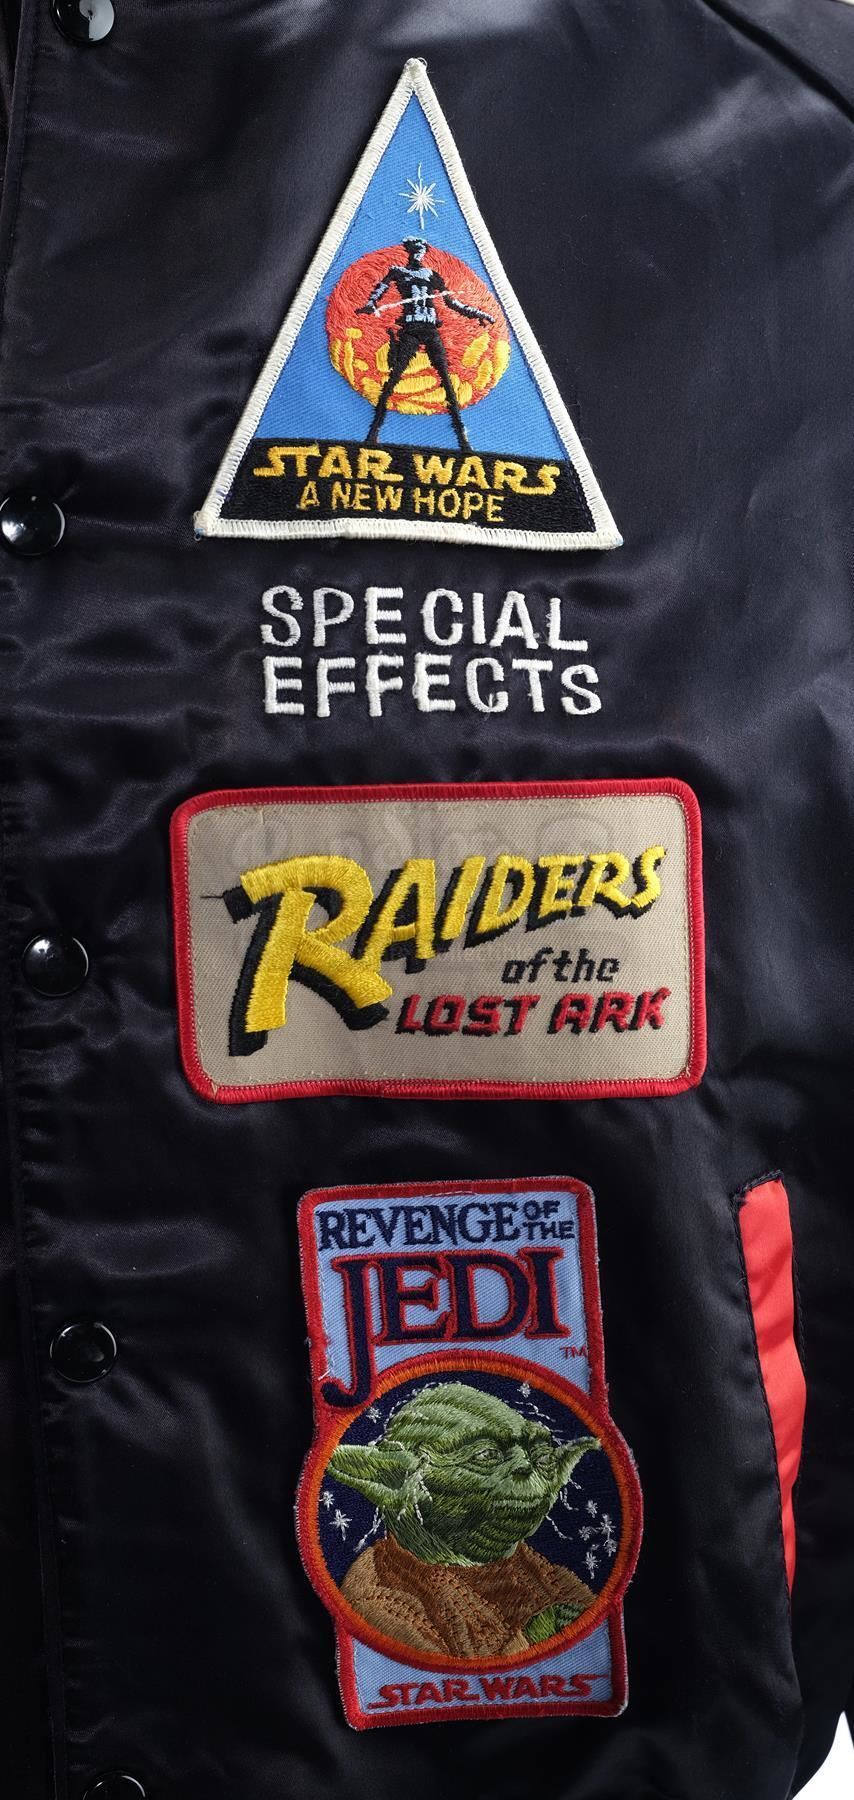 STAR WARS
A NEW HOPE
SPECIAL
EFFECTS
RAIDERS
of the
LOST ARK
REVENGE OF THE
JEDI
TM
STAR WARS